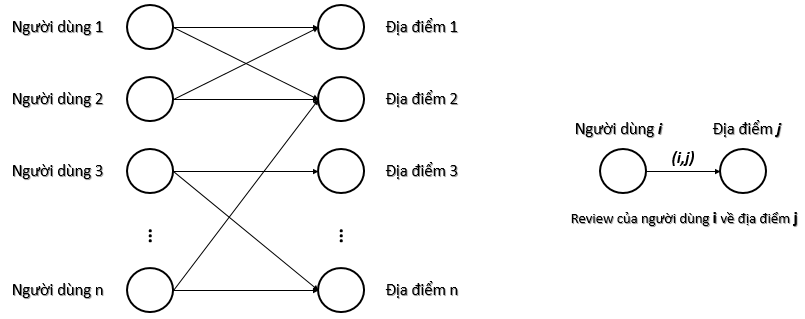 Người dùng 1
Địa điểm 1
Người dùng 2
Địa điểm 2
Người dùng 3
Địa điểm 3
⋮
⋮
Người dùng n
Địa điểm n
Người dùng i
Địa điểm j
(i,j)
Review của người dùng i về địa điểm j